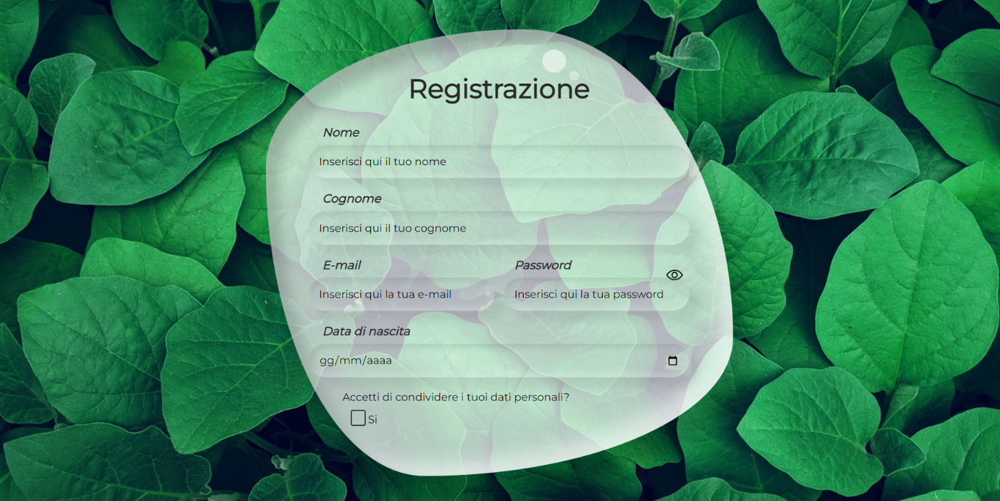 Registrazione
Nome
Inserisci qui il tuo nome
Cognome
Inserisci qui il tuo cognome
E-mail Password
Inserisci qui la tua e-mail Inserisci qui la tua password
Data di nascita
gg/mm/aaaa
Accetti di condividere i tuoi dati personali?
Si